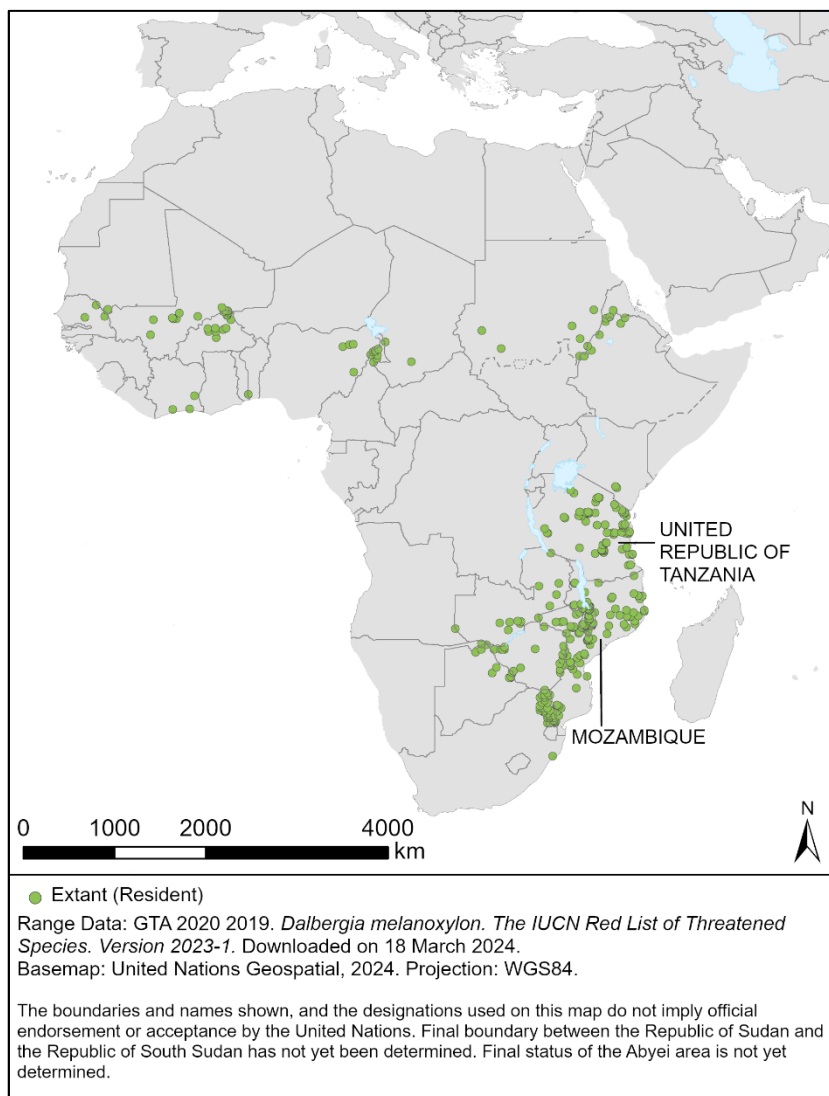 UNITED
REPUBLIC OF
TANZANIA
MOZAMBIQUE
0 1000 2000 4000
km
N
Extant (Resident)
Range Data: GTA 2020 2019. Dalbergia melanoxylon. The IUCN Red List of Threatened
Species. Version 2023-1. Downloaded on 18 March 2024.
Basemap: United Nations Geospatial, 2024. Projection: WGS84.
The boundaries and names shown, and the designations used on this map do not imply official
endorsement or acceptance by the United Nations. Final boundary between the Republic of Sudan and
the Republic of South Sudan has not yet been determined. Final status of the Abyei area is not yet
determined.